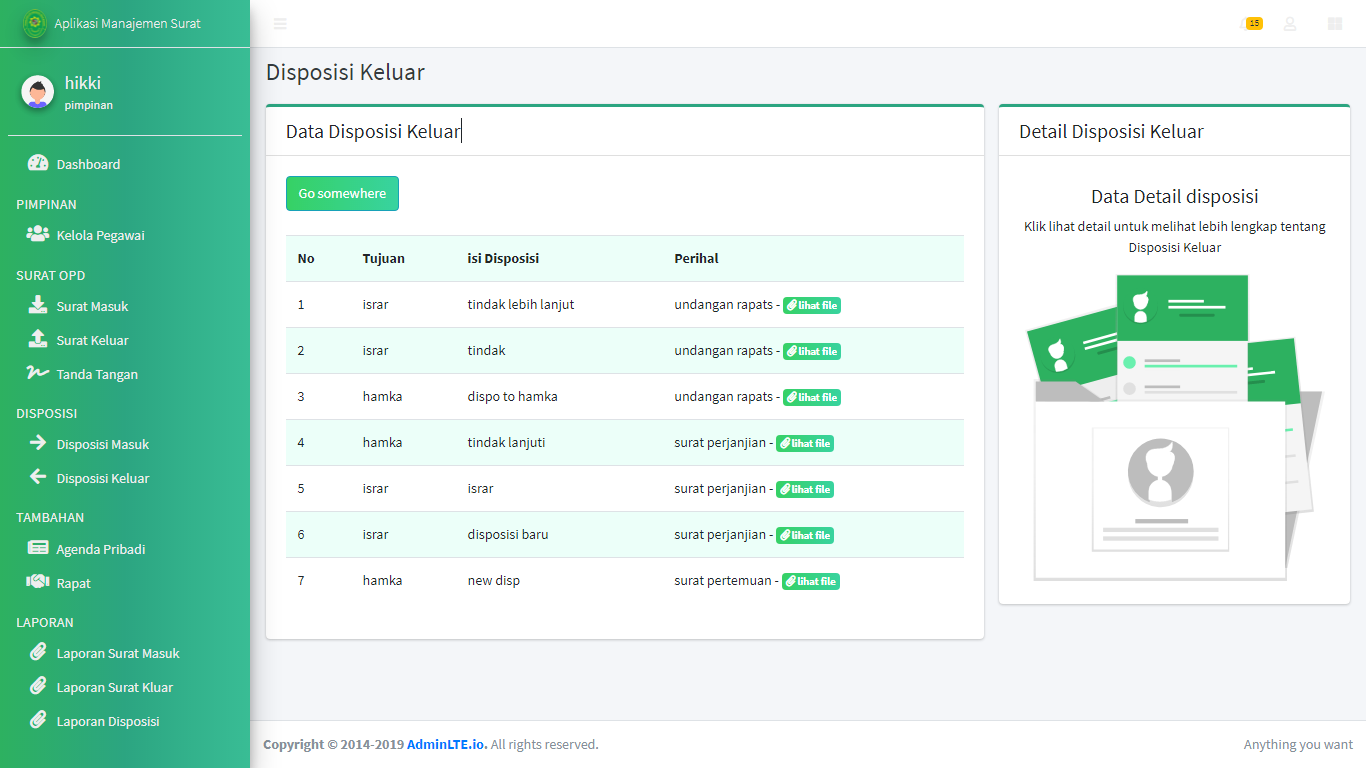 Aplikasi Manajemen Surat
15
hikki
pimpinan
Dashboard
PIMPINAN
Kelola Pegawai
SURAT OPD
Surat Masuk
Surat Keluar
Tanda Tangan
DISPOSISI
Disposisi Masuk
Disposisi Keluar
TAMBAHAN
Agenda Pribadi
Rapat
LAPORAN
Laporan Surat Masuk
Laporan Surat Kluar
Laporan Disposisi
Disposisi Keluar
Data Disposisi Keluar
Go somewhere
No Tujuan isi Disposisi Perihal
1 israr tindak lebih lanjut undangan rapats - lihat file
2 israr tindak undangan rapats - lihat file
3 hamka dispo to hamka undangan rapats - lihat file
4 hamka tindak lanjuti surat perjanjian - lihat file
5 israr israr surat perjanjian - lihat file
6 israr disposisi baru surat perjanjian - lihat file
7 hamka new disp surat pertemuan - lihat file
Detail Disposisi Keluar
Data Detail disposisi
Klik lihat detail untuk melihat lebih lengkap tentang
Disposisi Keluar
Copyright © 2014-2019 AdminLTE.io. All rights reserved.
Anything you want